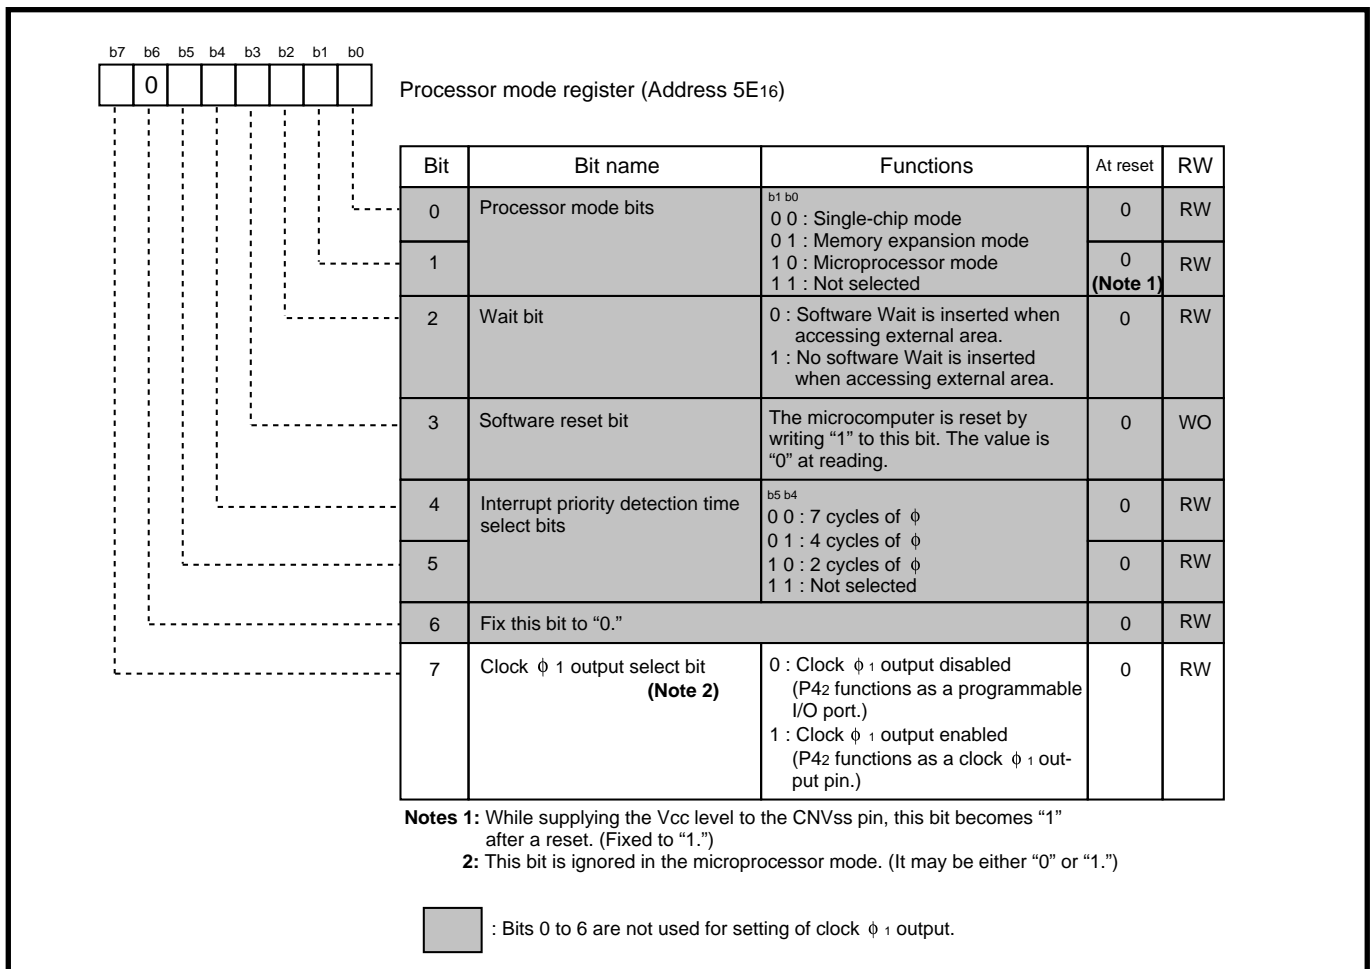 b7 b6 b5 b4 b3 b2 b1 b0
0
Processor mode register (Address 5E16)
Bit Bit name Functions At reset RW
0 Processor mode bits b1 b0 0 RW
0 0 : Single-chip mode
0 1 : Memory expansion mode
1 1 0 : Microprocessor mode 0 RW
1 1 : Not selected (Note 1)
2 Wait bit 0 : Software Wait is inserted when 0 RW
accessing external area.
1 : No software Wait is inserted
when accessing external area.
3 Software reset bit The microcomputer is reset by 0 WO
writing “1” to this bit. The value is
“0” at reading.
4 Interrupt priority detection time b5 b4 0 RW
select bits 0 0 : 7 cycles of ϕ
0 1 : 4 cycles of ϕ
5 1 0 : 2 cycles of ϕ 0 RW
1 1 : Not selected
6 Fix this bit to “0.” 0 RW
7 Clock ϕ 1 output select bit 0 : Clock ϕ 1 output disabled 0 RW
(Note 2) (P42 functions as a programmable
I/O port.)
1 : Clock ϕ 1 output enabled
(P42 functions as a clock ϕ 1 out-
put pin.)
Notes 1: While supplying the Vcc level to the CNVss pin, this bit becomes “1”
after a reset. (Fixed to “1.”)
2: This bit is ignored in the microprocessor mode. (It may be either “0” or “1.”)
: Bits 0 to 6 are not used for setting of clock ϕ 1 output.